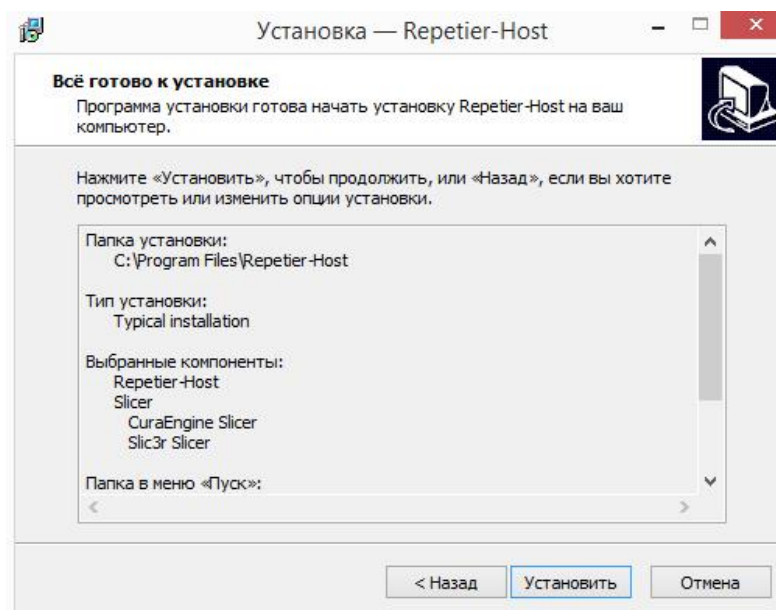 Установка — Repetier-Host
Всё готово к установке
Программа установки готова начать установку Repetier-Host на ваш
компьютер.
Нажмите «Установить», чтобы продолжить, или «Назад», если вы хотите
просмотреть или изменить опции установки.
Папка установки:
C:\Program Files\Repetier-Host
Тип установки:
Typical installation
Выбранные компоненты:
Repetier-Host
Slicer
CuraEngine Slicer
Slic3r Slicer
Папка в меню «Пуск»:
< Назад
Установить
Отмена